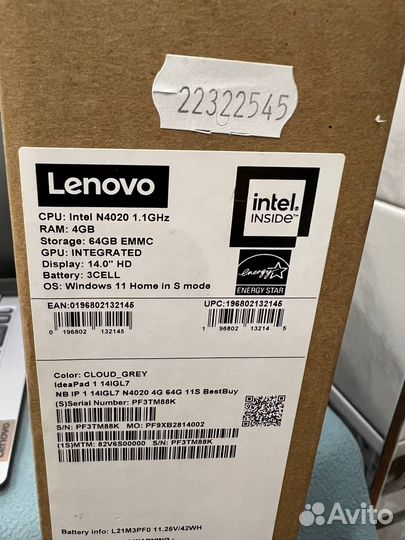 22322545
Lenovo
CPU: Intel N4020 1.1GHz
RAM: 4GB
Storage: 64GB EMMC
GPU: INTEGRATED
Display: 14.0" HD
Battery: 3CELL
OS: Windows 11 Home in S mode
intel.
INSIDE™
energy
ENERGY STAR
EAN:0196802132145
UPC:196802132145
0 196802 132145
1 96802 13214 5
Color: CLOUD_GREY
IdeaPad 1 14IGL7
NB IP 1 14IGL7 N4020 4G 64G 11S BestBuy
(S)Serial Number: PF3TM88K
S/N: PF3TM88K MO: PF9XB2814002
(1S)MTM: 82V6S00000 S/N: PF3TM88K
Battery info: L21M3PF0 11.25V/42WH
Lenovo
Avito